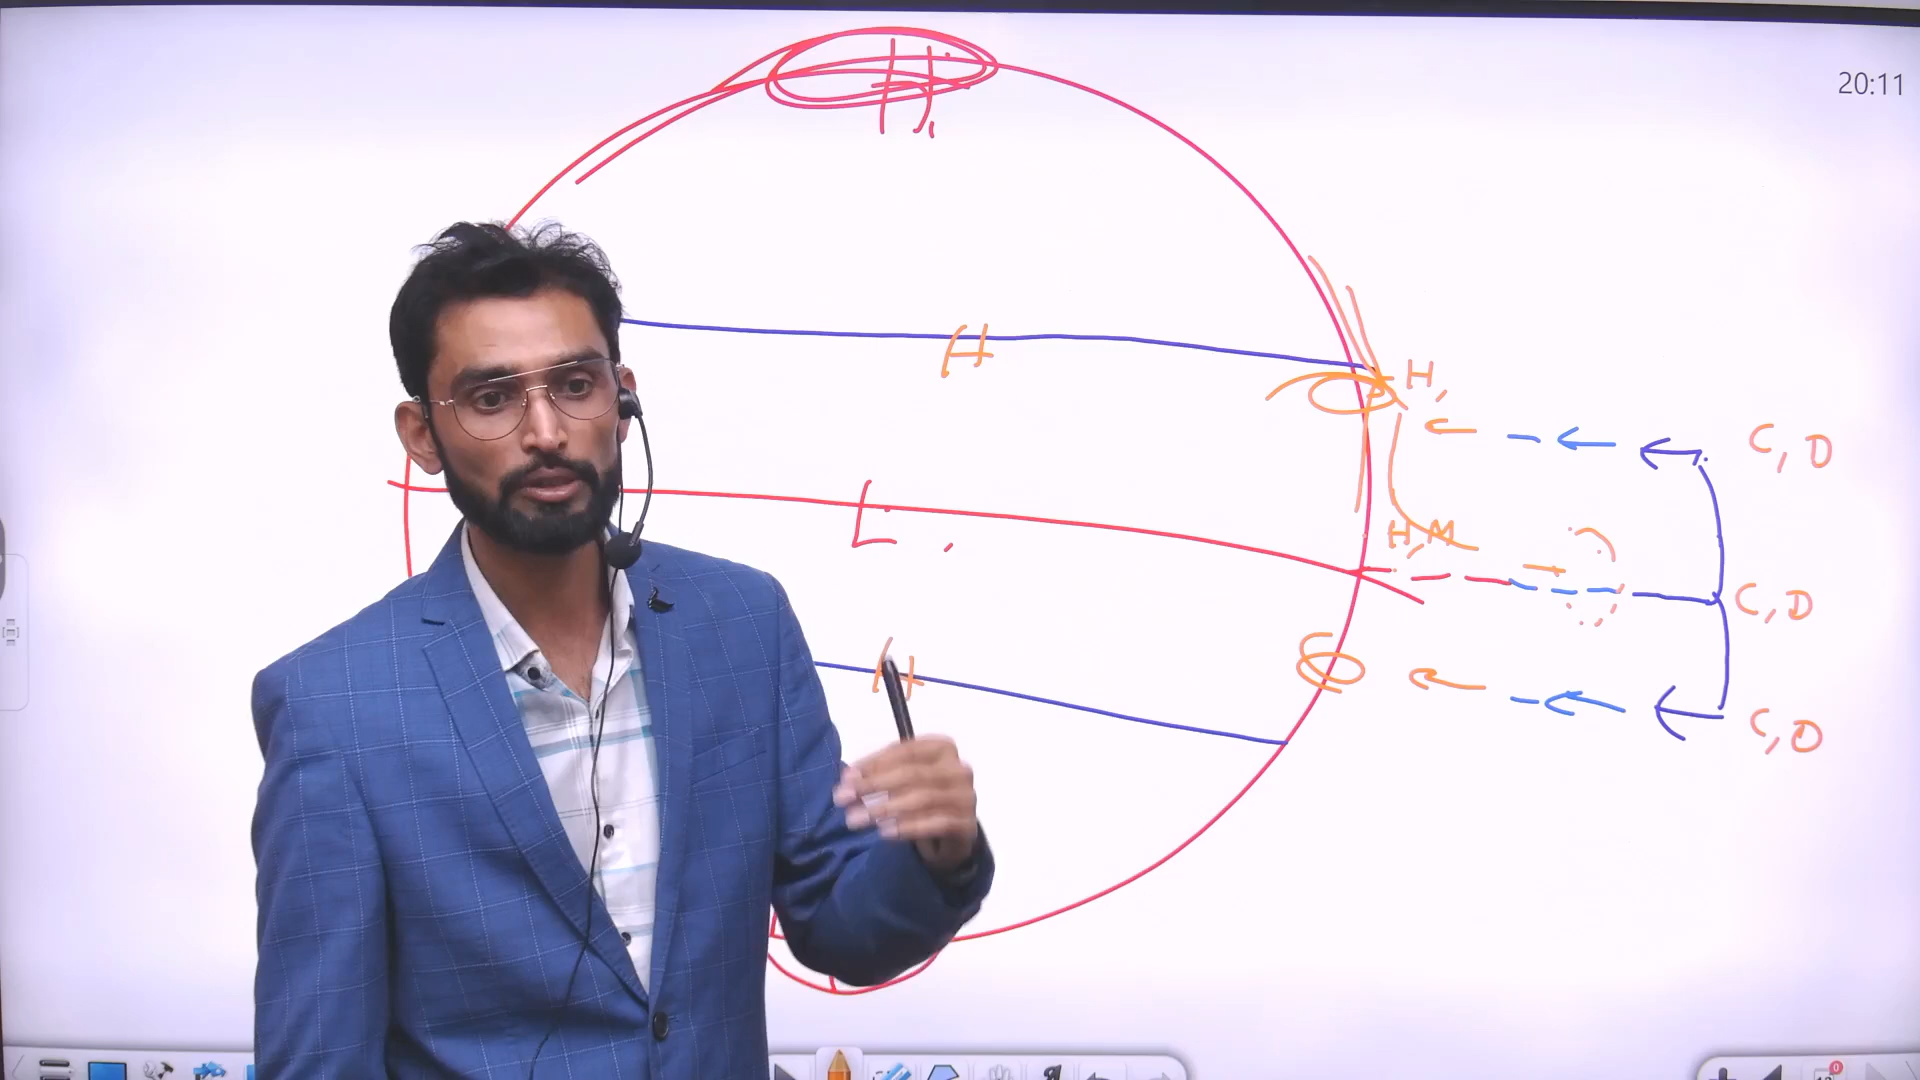 20:11
H,
H
H,
C, D
L,
H, M
C, D
H
C, D